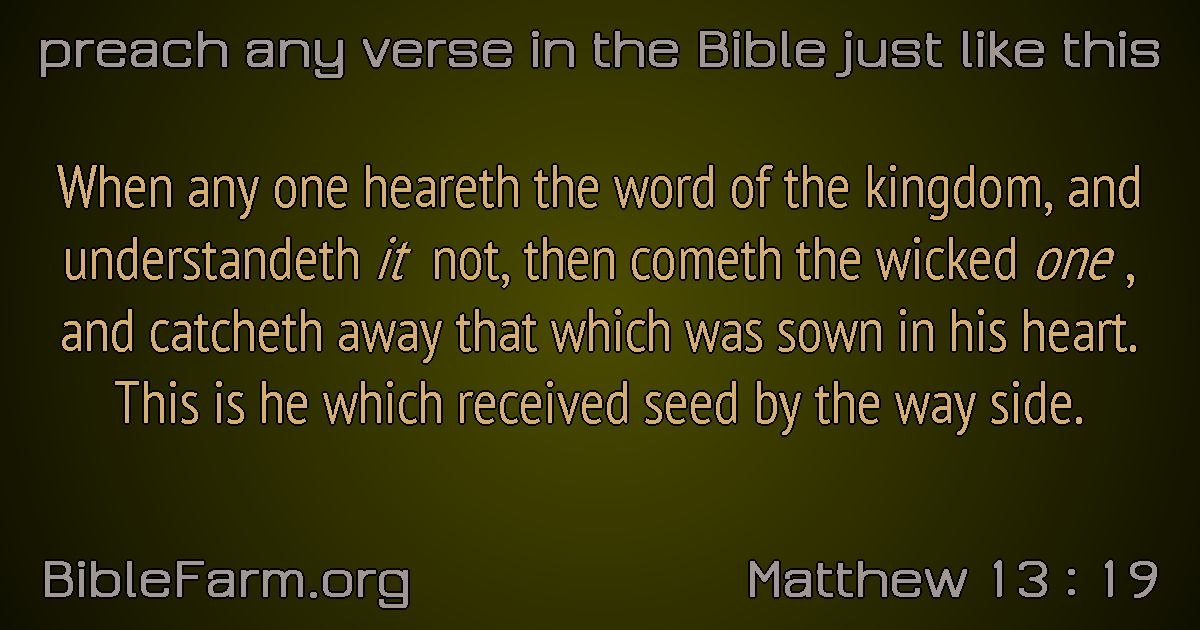 preach any verse in the Bible just like this
When any one heareth the word of the kingdom, and
understandeth it not, then cometh the wicked one ,
and catcheth away that which was sown in his heart.
This is he which received seed by the way side.
BibleFarm.org
Matthew 13 : 19